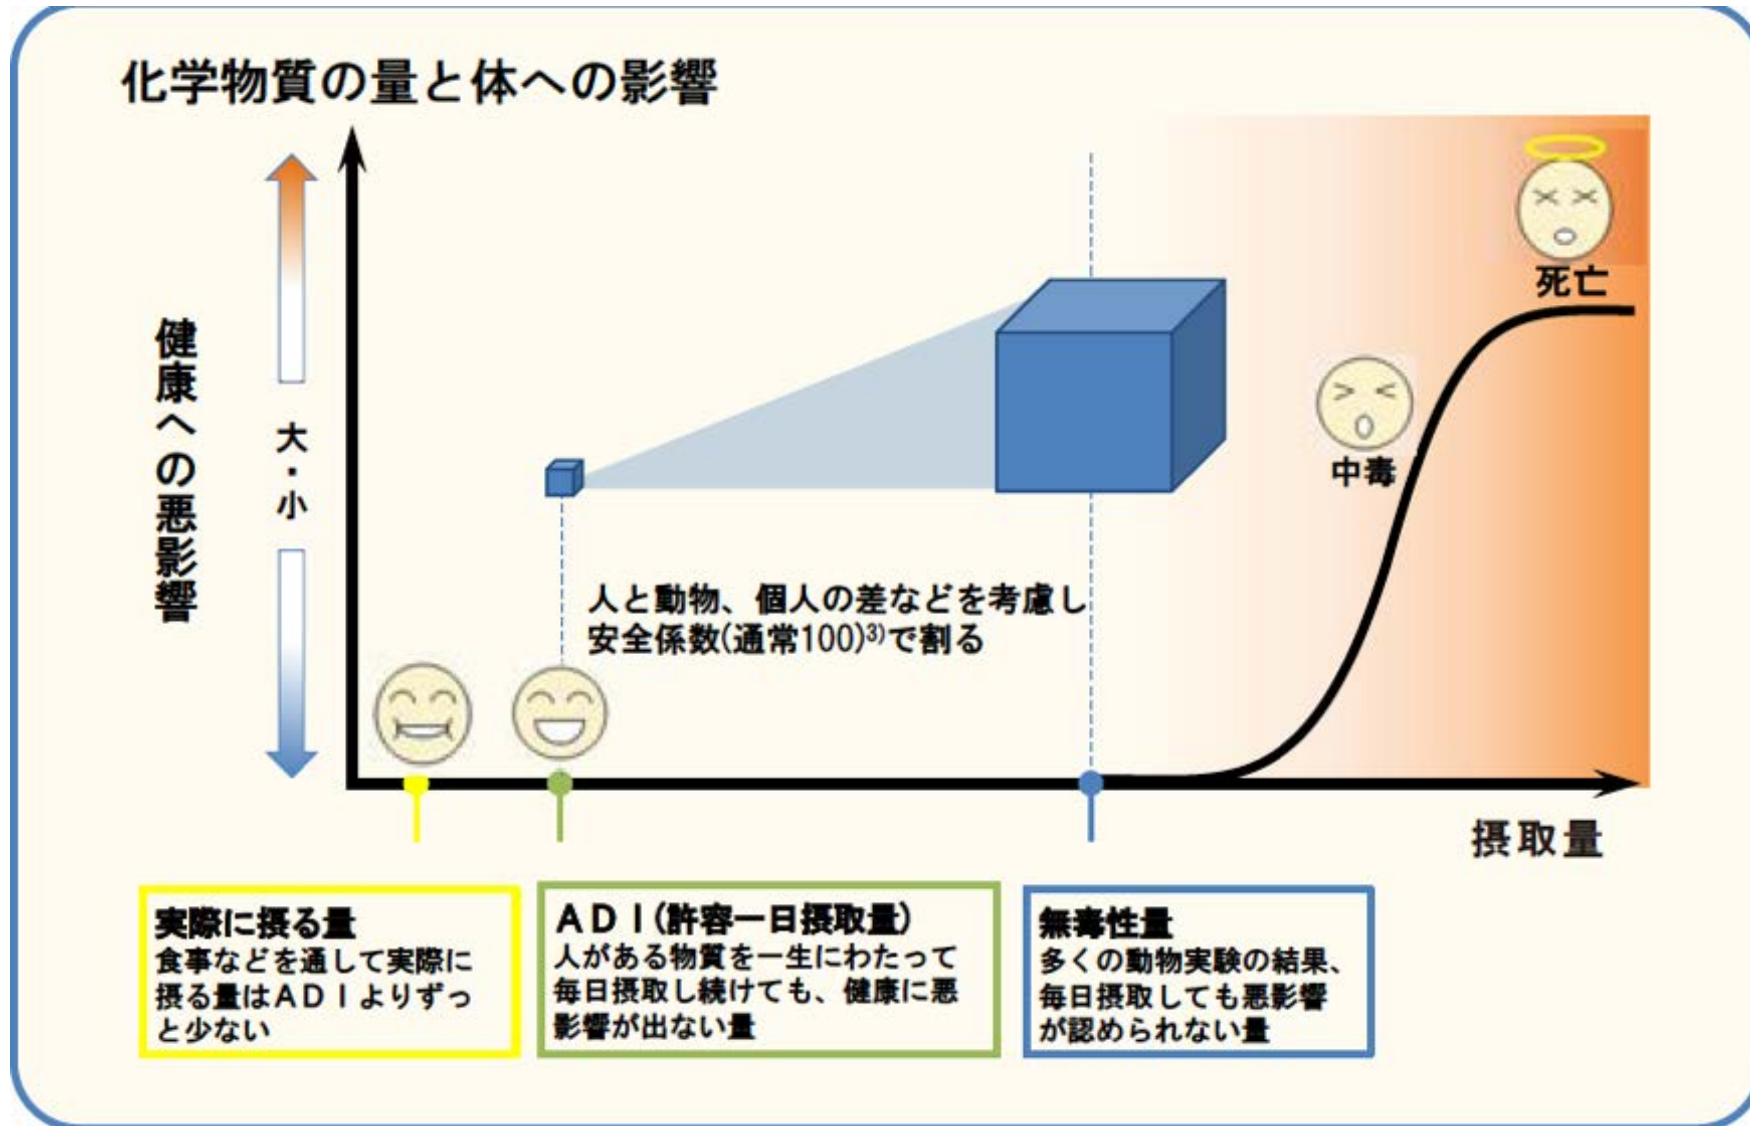 化学物質の量と体への影響
健康への悪影響
大・小
死亡
中毒
人と動物、個人の差などを考慮し
安全係数(通常100)3)で割る
摂取量
実際に摂る量
食事などを通して実際に
摂る量はＡＤＩよりずっ
と少ない
ＡＤＩ(許容一日摂取量)
人がある物質を一生にわたって
毎日摂取し続けても、健康に悪
影響が出ない量
無毒性量
多くの動物実験の結果、
毎日摂取しても悪影響
が認められない量